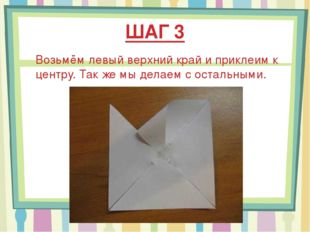 ШАГ 3
Возьмём левый верхний край и приклеим к
центру. Так же мы делаем с остальными.